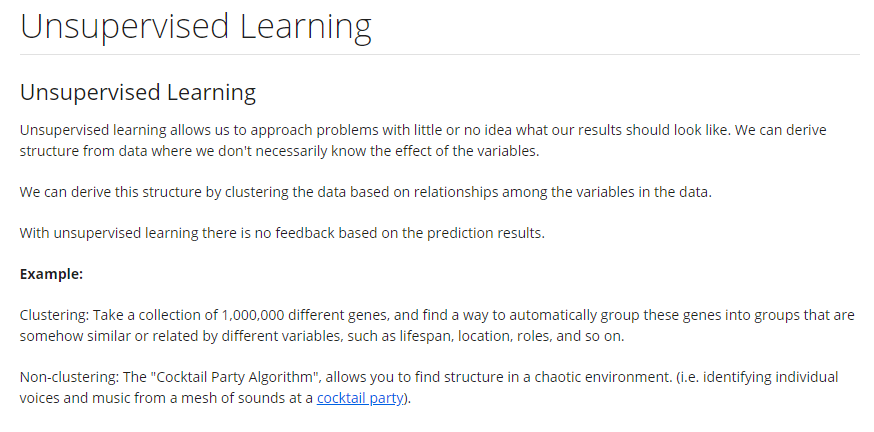 Unsupervised Learning
Unsupervised Learning
Unsupervised learning allows us to approach problems with little or no idea what our results should look like. We can derive
structure from data where we don't necessarily know the effect of the variables.
We can derive this structure by clustering the data based on relationships among the variables in the data.
With unsupervised learning there is no feedback based on the prediction results.
Example:
Clustering: Take a collection of 1,000,000 different genes, and find a way to automatically group these genes into groups that are
somehow similar or related by different variables, such as lifespan, location, roles, and so on.
Non-clustering: The "Cocktail Party Algorithm", allows you to find structure in a chaotic environment. (i.e. identifying individual
voices and music from a mesh of sounds at a cocktail party).